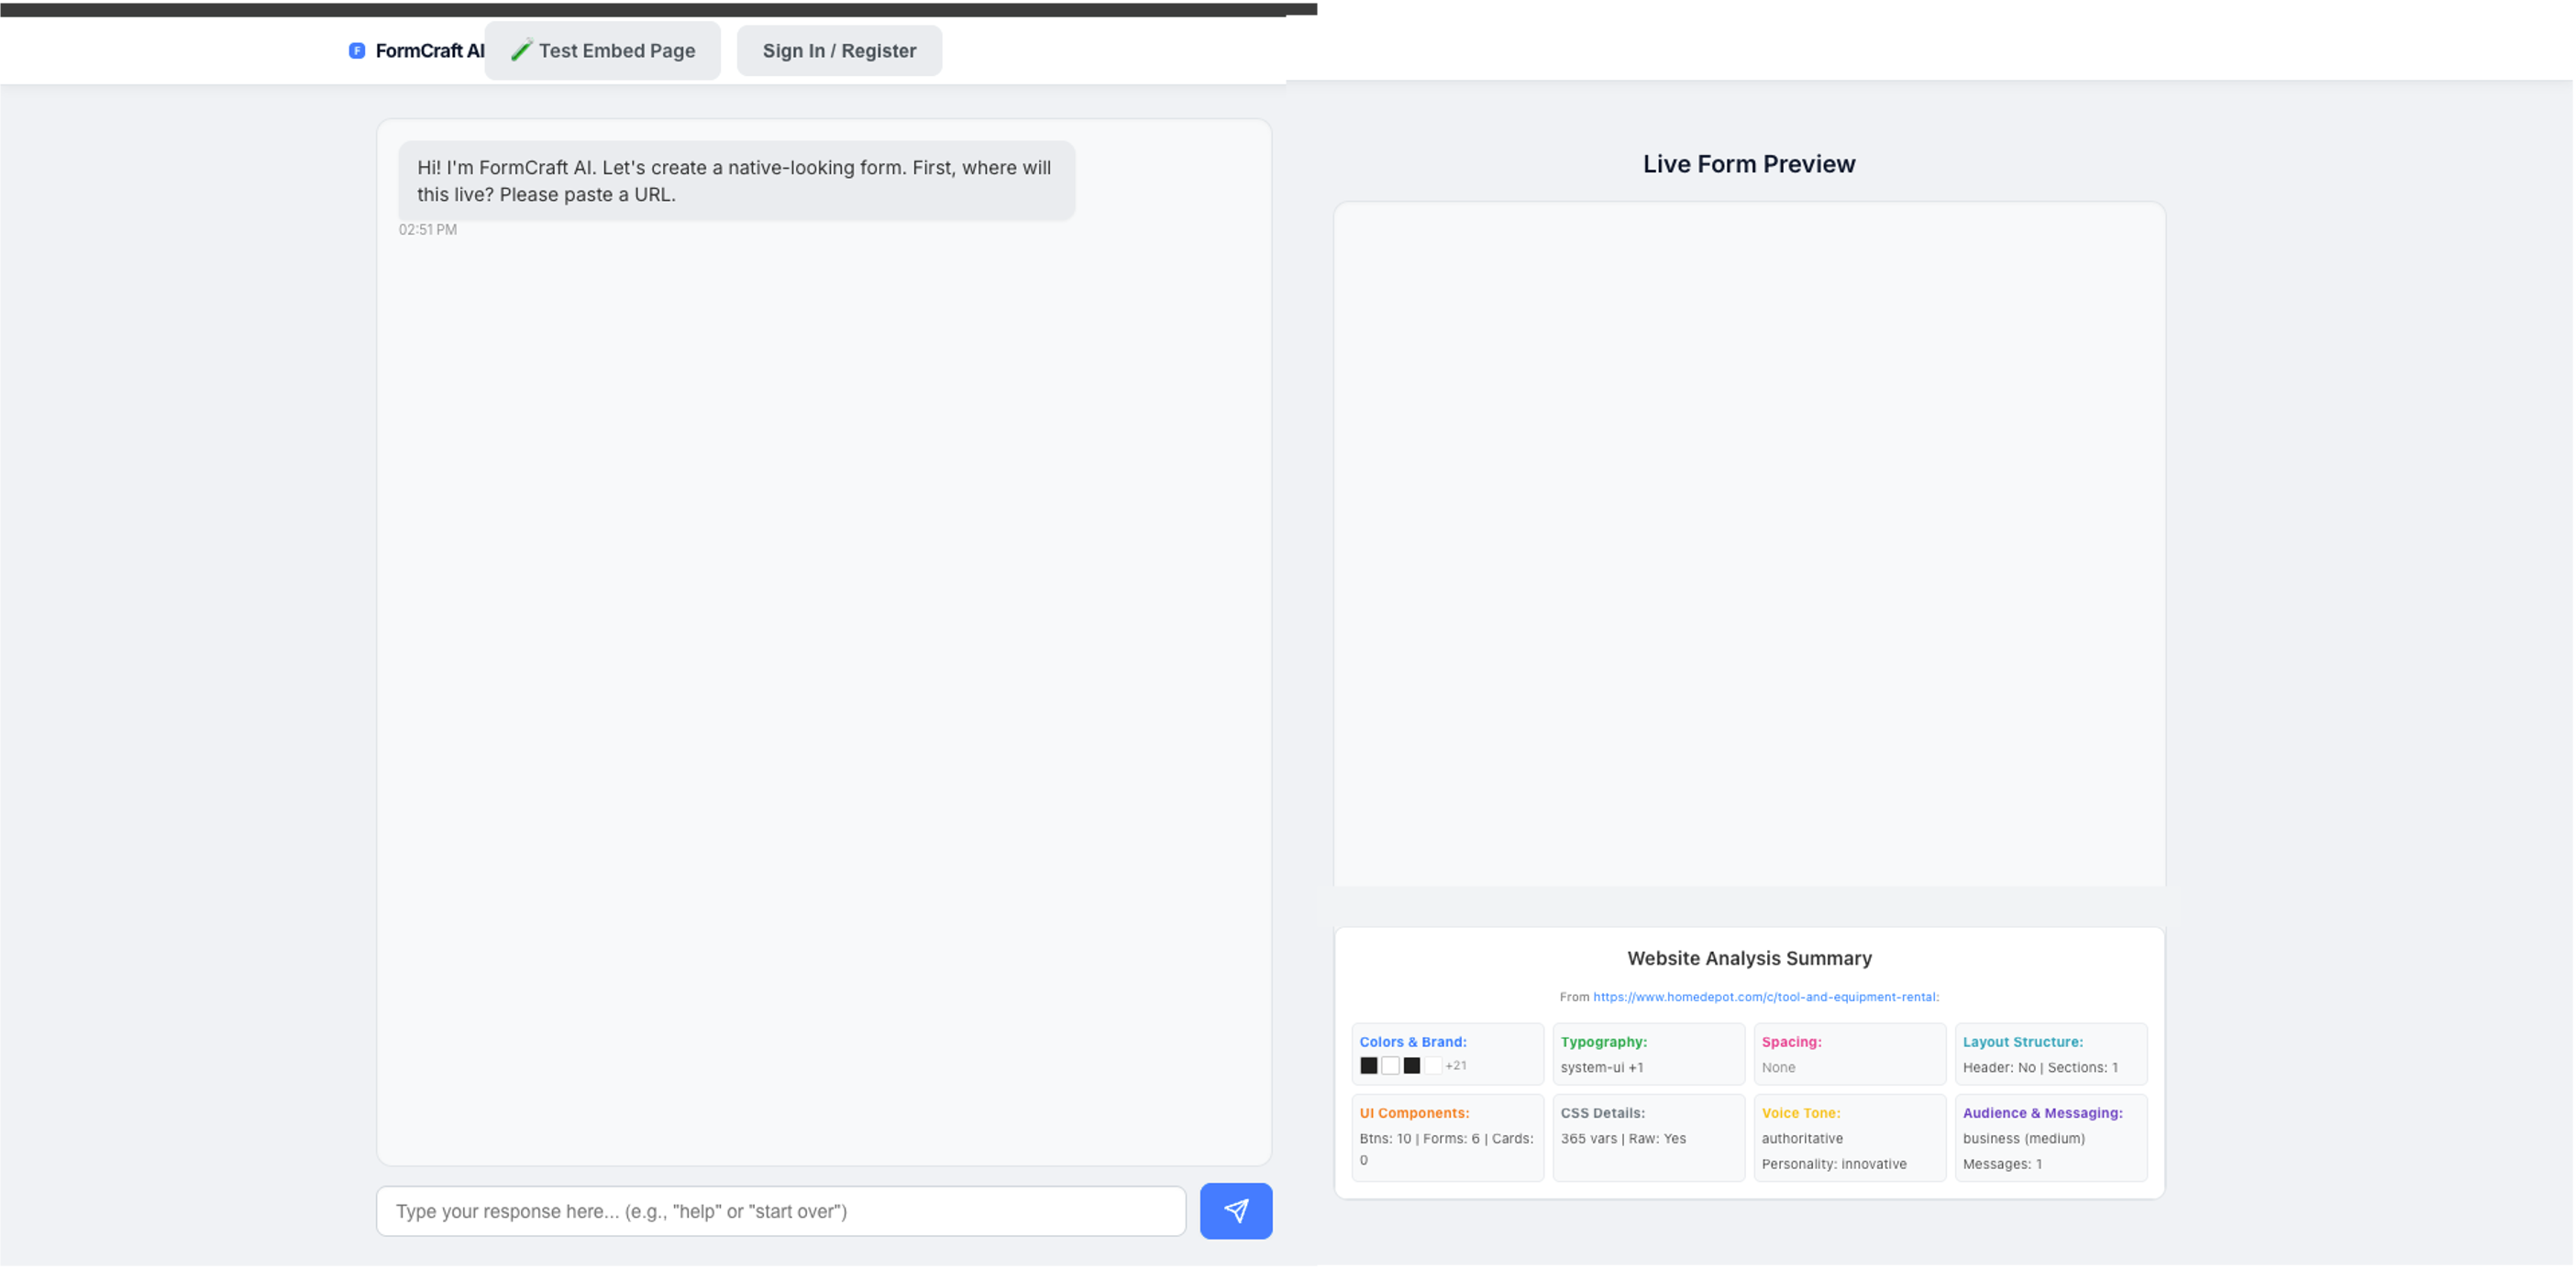 F FormCraft AI
Test Embed Page
Sign In / Register
Hi! I'm FormCraft AI. Let's create a native-looking form. First, where will
this live? Please paste a URL.
02:51 PM
Type your response here... (e.g., "help" or "start over")
Live Form Preview
Website Analysis Summary
From https://www.homedepot.com/c/tool-and-equipment-rental:
Colors & Brand:
+21
Typography:
system-ui +1
Spacing:
None
Layout Structure:
Header: No | Sections: 1
UI Components:
Btns: 10 | Forms: 6 | Cards:
0
CSS Details:
365 vars | Raw: Yes
Voice Tone:
authoritative
Personality: innovative
Audience & Messaging:
business (medium)
Messages: 1